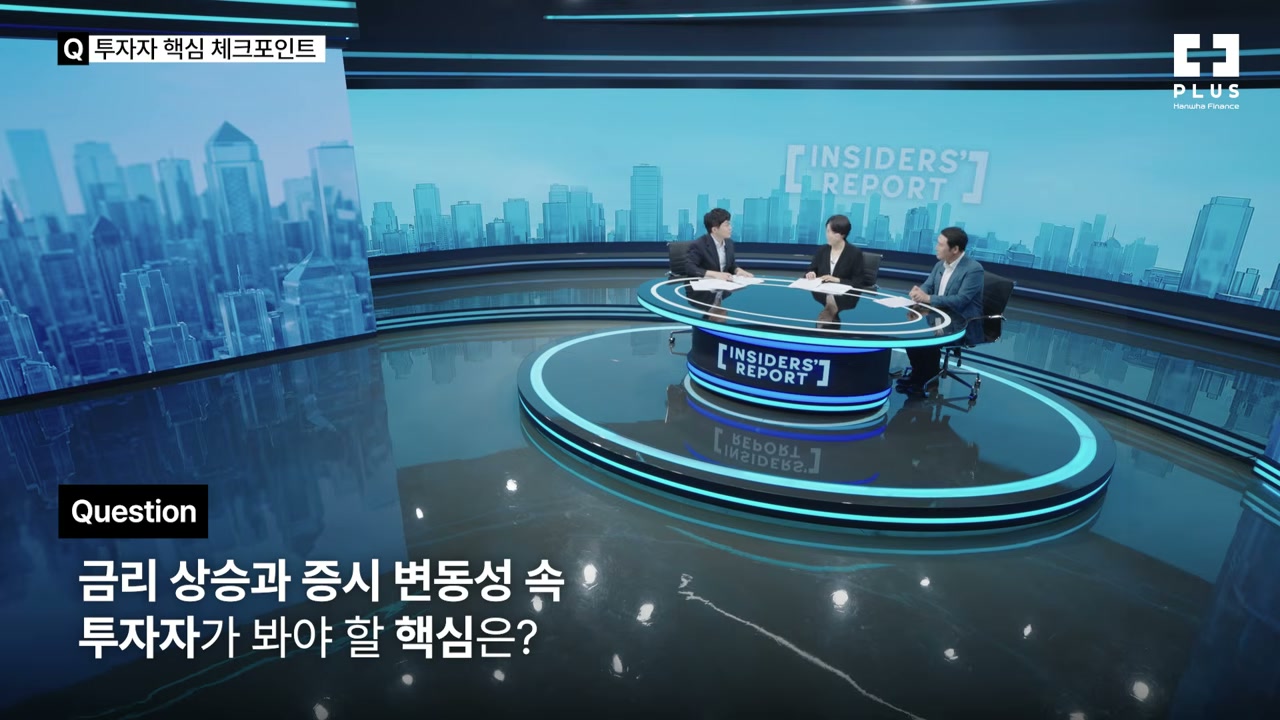 Q 투자자 핵심 체크포인트
PLUS
Hanwha Finance
[INSIDERS'
REPORT]
[INSIDERS'
REPORT]
Question
금리 상승과 증시 변동성 속
투자자가 봐야 할 핵심은?